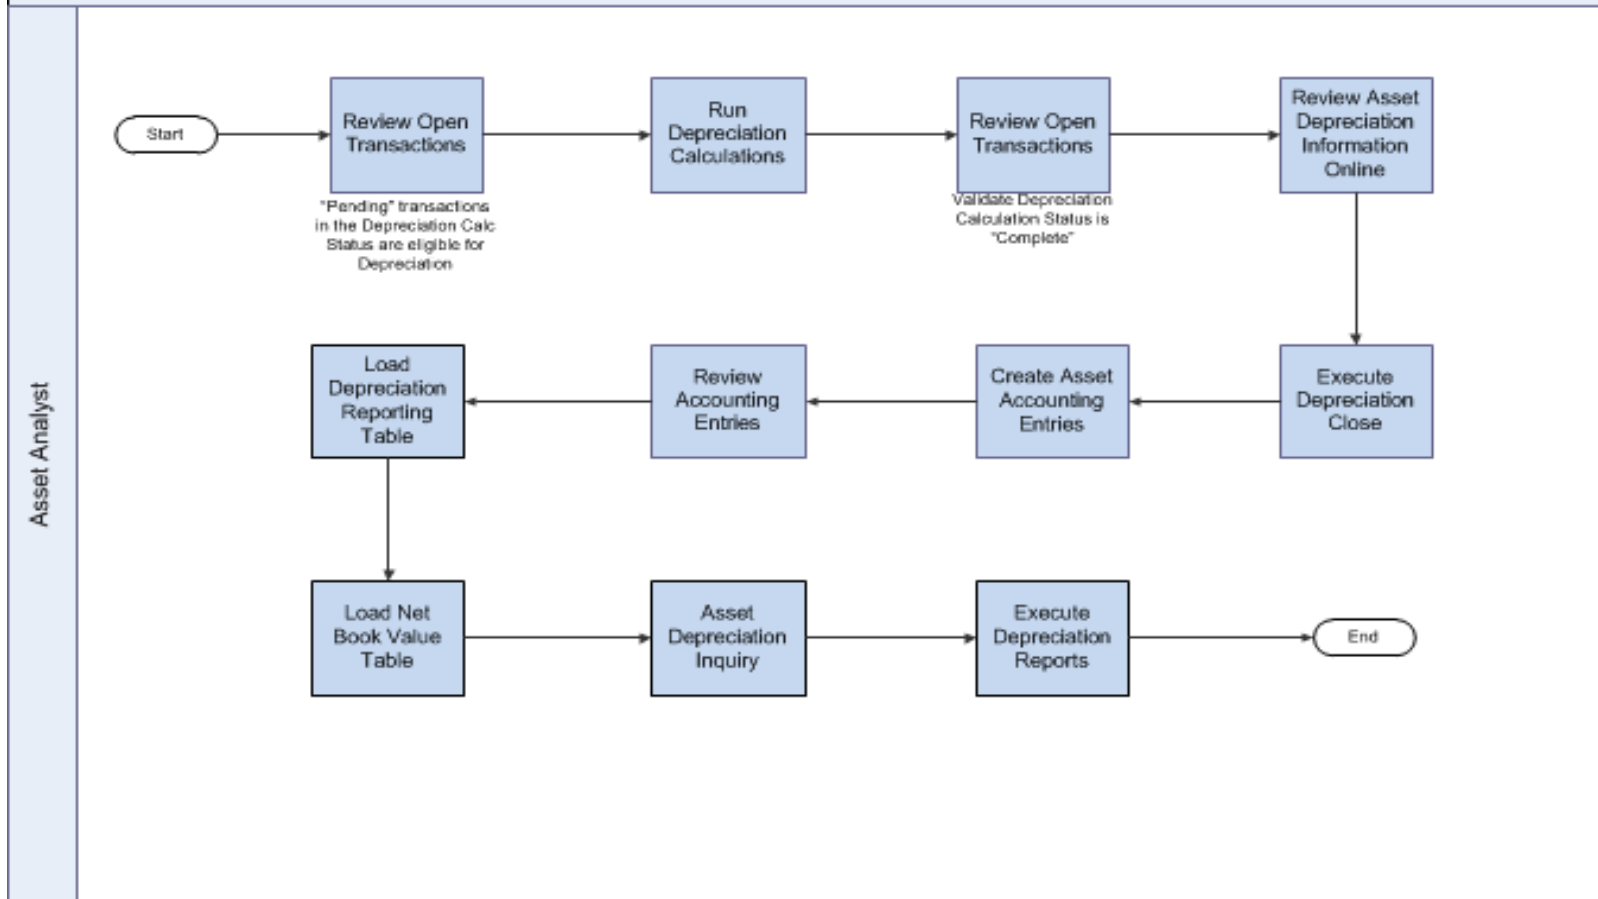 Start
Review Open
Transactions
"Pending" transactions
in the Depreciation Calc
Status are eligible for
Depreciation
Run
Depreciation
Calculations
Review Open
Transactions
Validate Depreciation
Calculation Status is
"Complete"
Review Asset
Depreciation
Information
Online
Execute
Depreciation
Close
Create Asset
Accounting
Entries
Review
Accounting
Entries
Load
Depreciation
Reporting
Table
Load Net
Book Value
Table
Asset
Depreciation
Inquiry
Execute
Depreciation
Reports
End
Asset Analyst